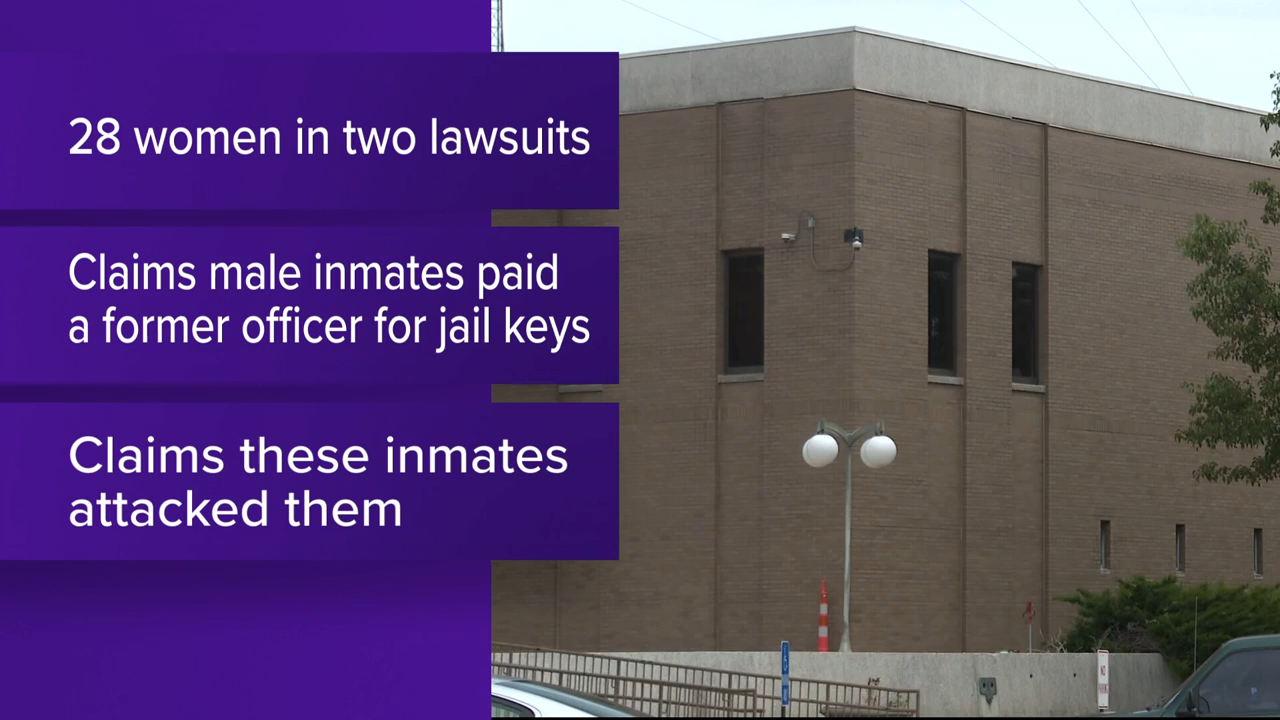 28 women in two lawsuits
Claims male inmates paid
a former officer for jail keys
Claims these inmates
attacked them